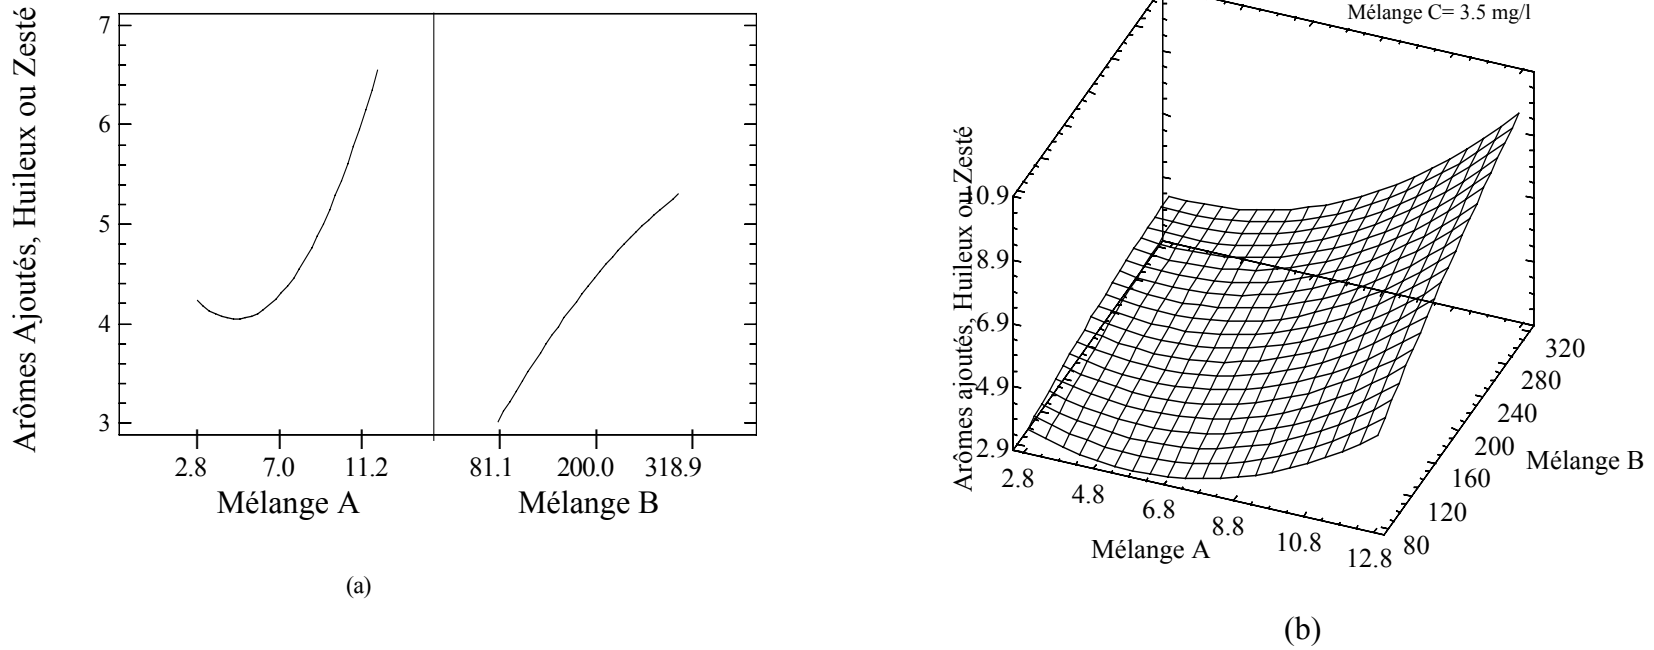 Arômes Ajoutés, Huileux ou Zesté
7
6
5
4
3
2.8 7.0 11.2 81.1 200.0 318.9
Mélange A Mélange B
(a)
Mélange C= 3.5 mg/l
Arômes ajoutés, Huileux ou Zesté
10.9
8.9
6.9
4.9
2.9
2.8 4.8 6.8 8.8 10.8 12.8
Mélange A
80 120 160 200 240 280 320
Mélange B
(b)